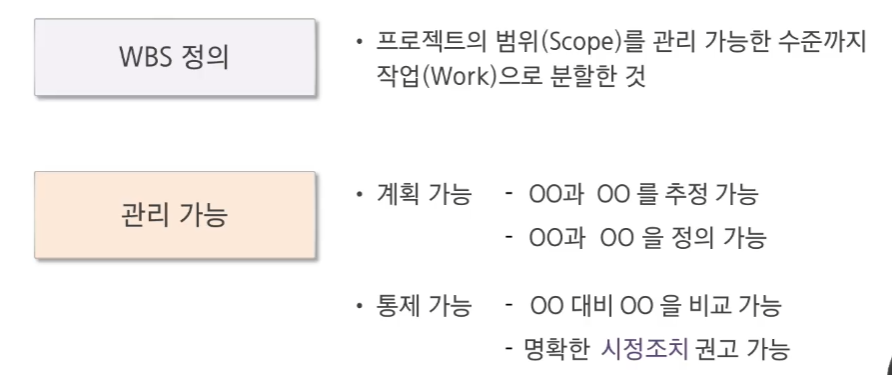 WBS 정의
• 프로젝트의 범위(Scope)를 관리 가능한 수준까지
작업(Work)으로 분할한 것
관리 가능
• 계획 가능 - OO과 OO 를 추정 가능
- OO과 OO 을 정의 가능
• 통제 가능 - OO 대비 OO 을 비교 가능
- 명확한 시정조치 권고 가능